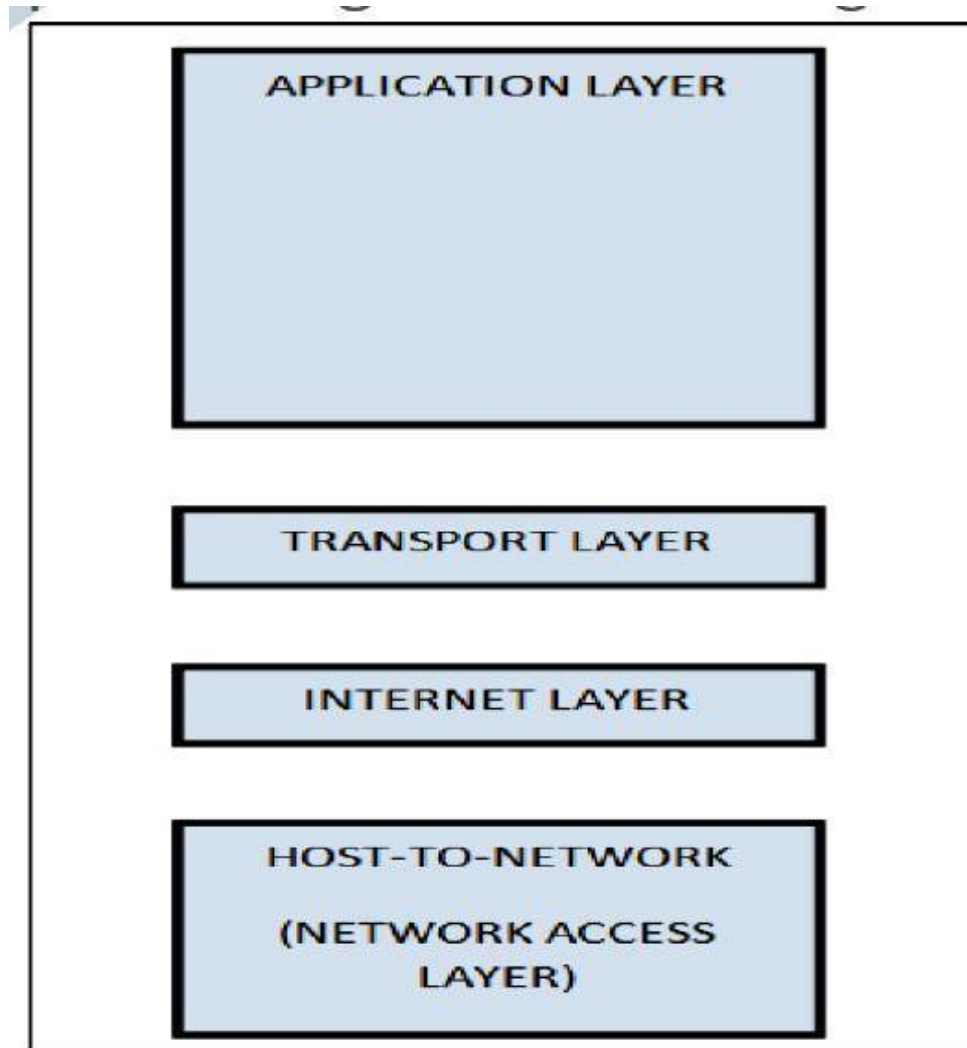 APPLICATION LAYER
TRANSPORT LAYER
INTERNET LAYER
HOST-TO-NETWORK
(NETWORK ACCESS
LAYER)